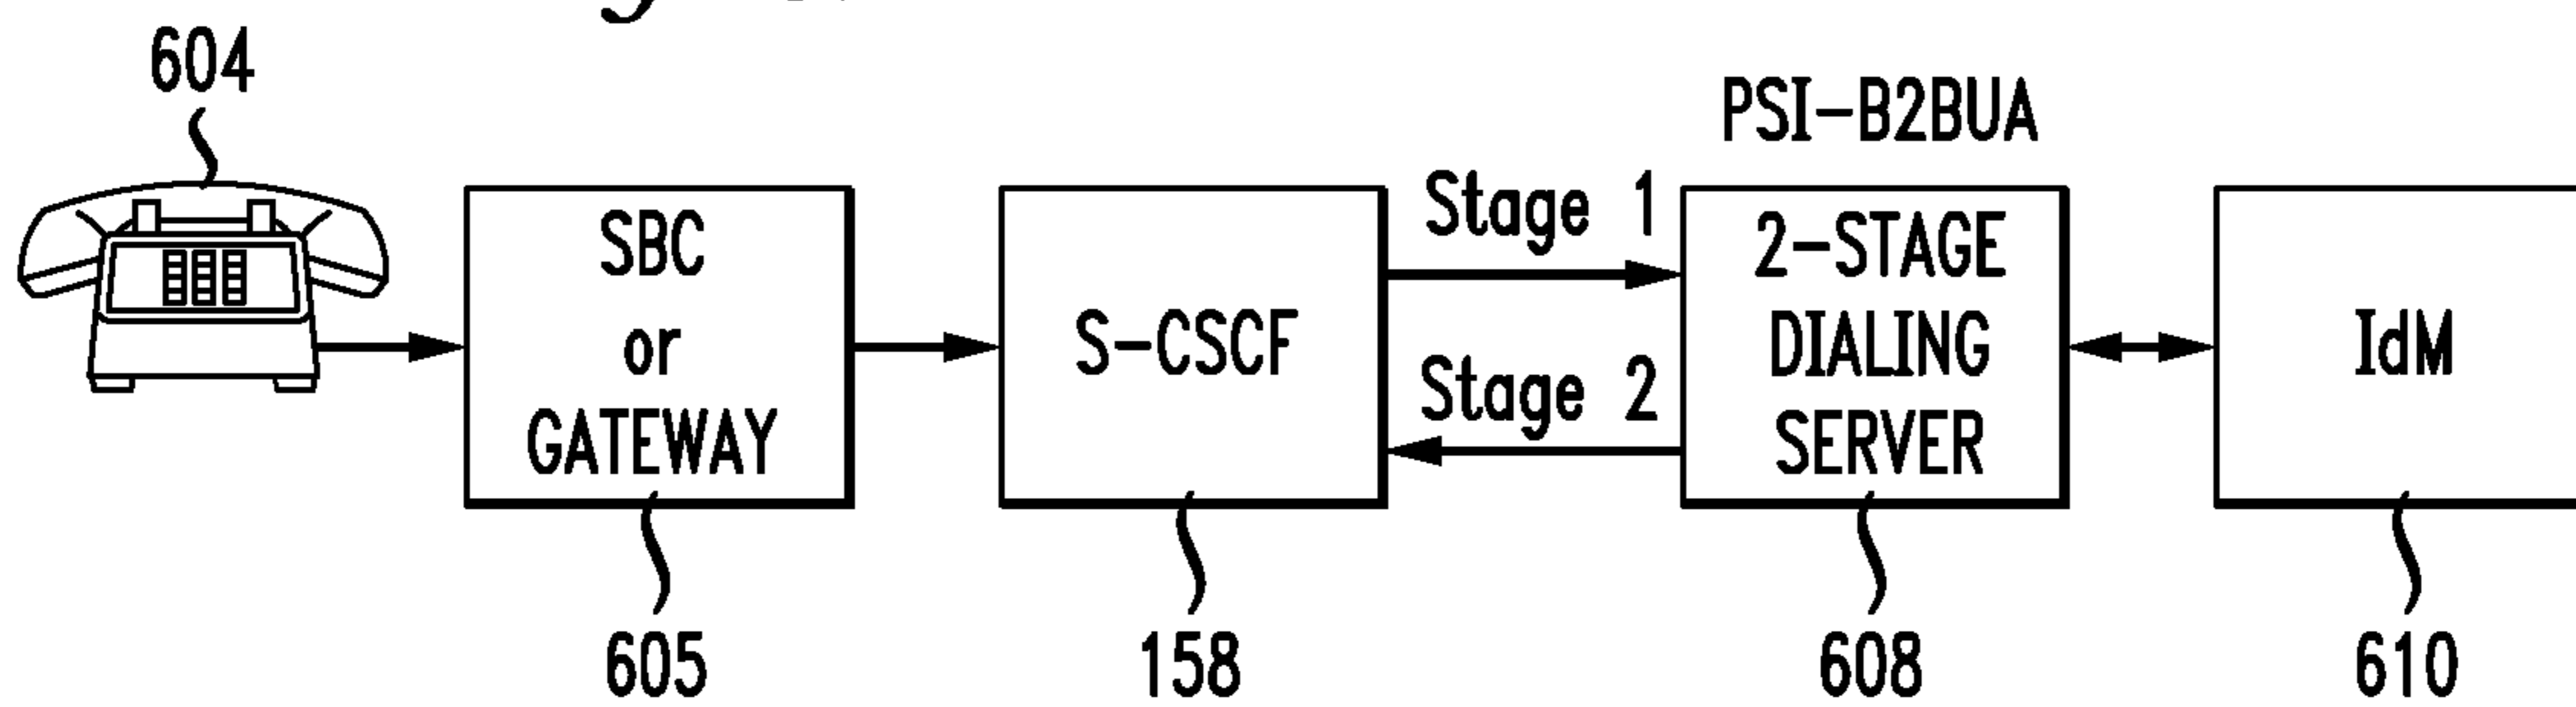 604
PSI-B2BUA
SBC
or
GATEWAY
S-CSCF
Stage 1
Stage 2
2-STAGE
DIALING
SERVER
IdM
605
158
608
610